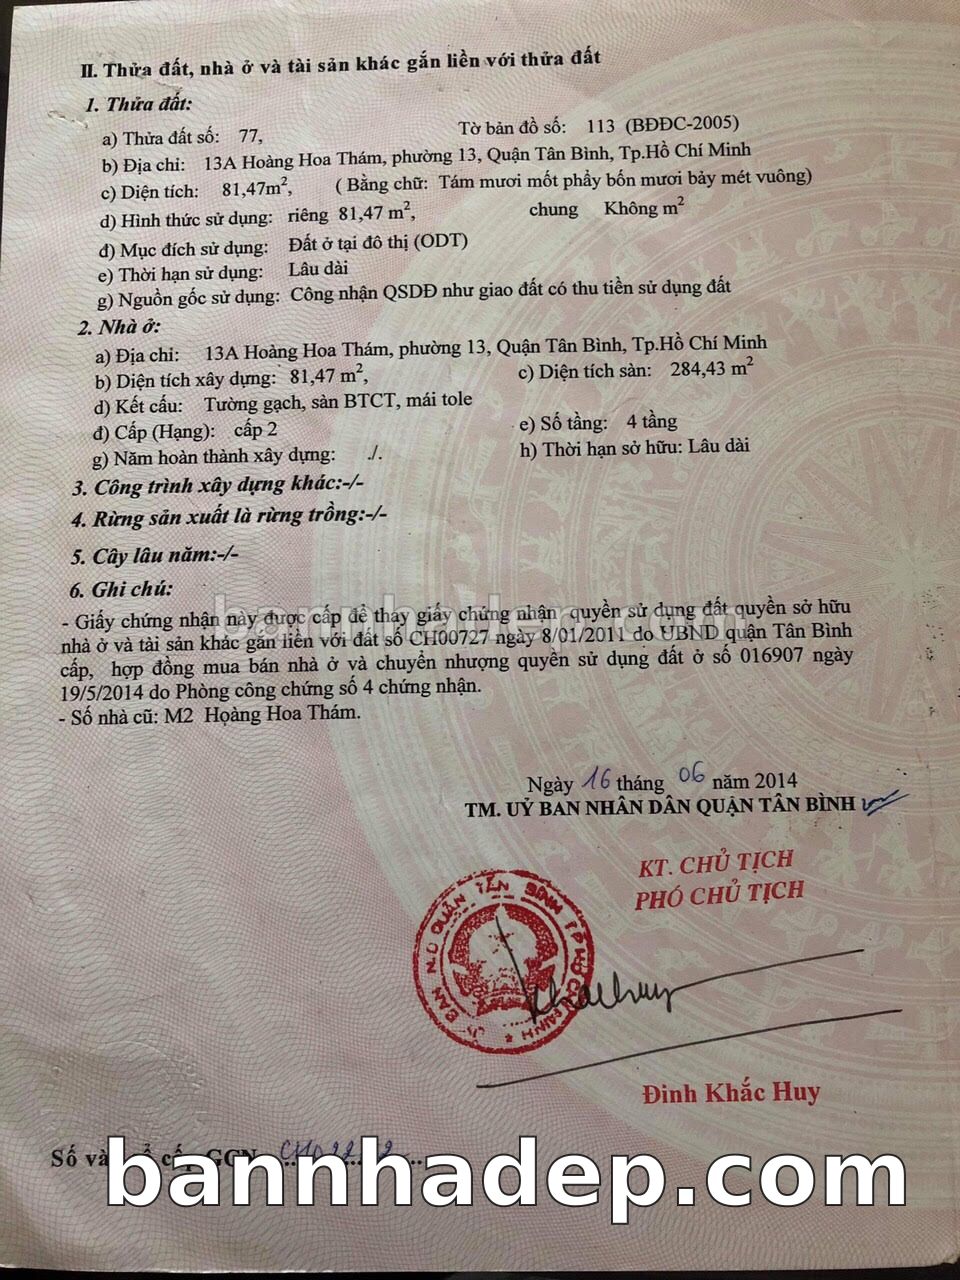 II. Thửa đất, nhà ở và tài sản khác gắn liền với thửa đất
1. Thửa đất:
a) Thửa đất số: 77, Tờ bản đồ số: 113 (BĐĐC-2005)
b) Địa chỉ: 13A Hoàng Hoa Thám, phường 13, Quận Tân Bình, Tp.Hồ Chí Minh
c) Diện tích: 81,47m², ( Bằng chữ: Tám mươi mốt phẩy bốn mươi bảy mét vuông)
d) Hình thức sử dụng: riêng 81,47 m², chung Không m²
đ) Mục đích sử dụng: Đất ở tại đô thị (ODT)
e) Thời hạn sử dụng: Lâu dài
g) Nguồn gốc sử dụng: Công nhận QSDĐ như giao đất có thu tiền sử dụng đất
2. Nhà ở:
a) Địa chỉ: 13A Hoàng Hoa Thám, phường 13, Quận Tân Bình, Tp.Hồ Chí Minh
b) Diện tích xây dựng: 81,47 m², c) Diện tích sàn: 284,43 m²
d) Kết cấu: Tường gạch, sàn BTCT, mái tole
đ) Cấp (Hạng): cấp 2 e) Số tầng: 4 tầng
g) Năm hoàn thành xây dựng: ./. h) Thời hạn sở hữu: Lâu dài
3. Công trình xây dựng khác:-/-
4. Rừng sản xuất là rừng trồng:-/-
5. Cây lâu năm:-/-
6. Ghi chú:
bannhadep.com
- Giấy chứng nhận này được cấp để thay giấy chứng nhận quyền sử dụng đất quyền sở hữu
nhà ở và tài sản khác gắn liền với đất số CH00727 ngày 8/01/2011 do UBND quận Tân Bình
cấp, hợp đồng mua bán nhà ở và chuyển nhượng quyền sử dụng đất ở số 016907 ngày
19/5/2014 do Phòng công chứng số 4 chứng nhận.
- Số nhà cũ: M2 Hoàng Hoa Thám.
Ngày 16 tháng 06 năm 2014
TM. UỶ BAN NHÂN DÂN QUẬN TÂN BÌNH
KT. CHỦ TỊCH
PHÓ CHỦ TỊCH
BAN N.D QUẬN TÂN BÌNH T.P HỒ CHÍ MINH
Đinh Khắc Huy
Số và cấp GCN
bannhadep.com